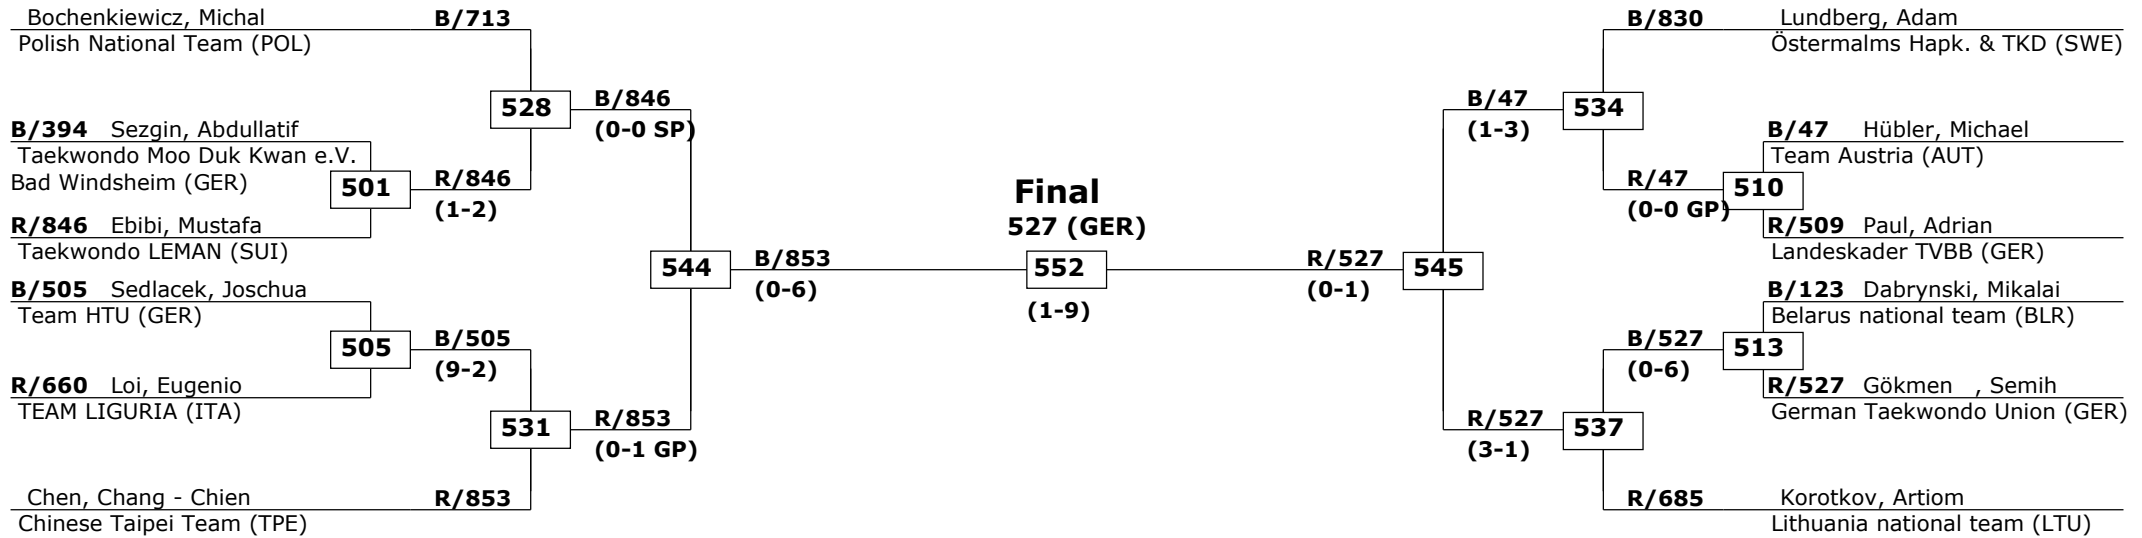 Bochenkiewicz, Michal
B/713
Polish National Team (POL)
528
B/846
(0-0 SP)
B/394 Sezgin, Abdullatif
Taekwondo Moo Duk Kwan e.V.
Bad Windsheim (GER)
501
R/846
(1-2)
R/846 Ebibi, Mustafa
Taekwondo LEMAN (SUI)
544
B/853
(0-6)
B/505 Sedlacek, Joschua
Team HTU (GER)
505
B/505
(9-2)
R/660 Loi, Eugenio
TEAM LIGURIA (ITA)
531
R/853
(0-1 GP)
Chen, Chang - Chien
R/853
Chinese Taipei Team (TPE)
Final
527 (GER)
552
(1-9)
B/830
Lundberg, Adam
Östermalms Hapk. & TKD (SWE)
B/47
(1-3)
534
B/47 Hübler, Michael
Team Austria (AUT)
R/47
(0-0 GP)
510
R/509 Paul, Adrian
Landeskader TVBB (GER)
R/527
(0-1)
545
B/123 Dabrynski, Mikalai
Belarus national team (BLR)
B/527
(0-6)
513
R/527 Gökmen , Semih
German Taekwondo Union (GER)
R/527
(3-1)
537
R/685
Korotkov, Artiom
Lithuania national team (LTU)